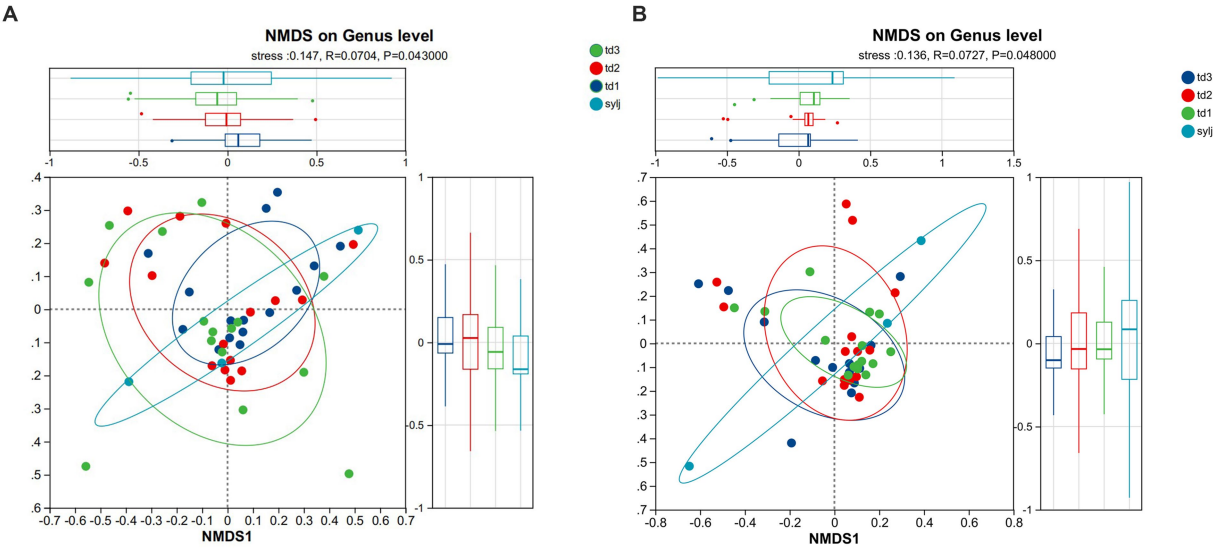 A
NMDS on Genus level
stress :0.147, R=0.0704, P=0.043000
td3
td2
td1
sylj
-1 -0.5 0 0.5 1
.4
.3
.2
.1
0
.1
.2
.3
.4
.5
.6
-0.7 -0.6 -0.5 -0.4 -0.3 -0.2 -0.1 0 0.1 0.2 0.3 0.4 0.5 0.6 0.7
NMDS1
1
0.5
0
-0.5
-1
B
NMDS on Genus level
stress :0.136, R=0.0727, P=0.048000
td3
td2
td1
sylj
-1 -0.5 0 0.5 1 1.5
.7
.6
.5
.4
.3
.2
.1
0
.1
.2
.3
.4
.5
.6
.7
-0.8 -0.6 -0.4 -0.2 0 0.2 0.4 0.6 0.8
NMDS1
1
0.5
0
-0.5
-1